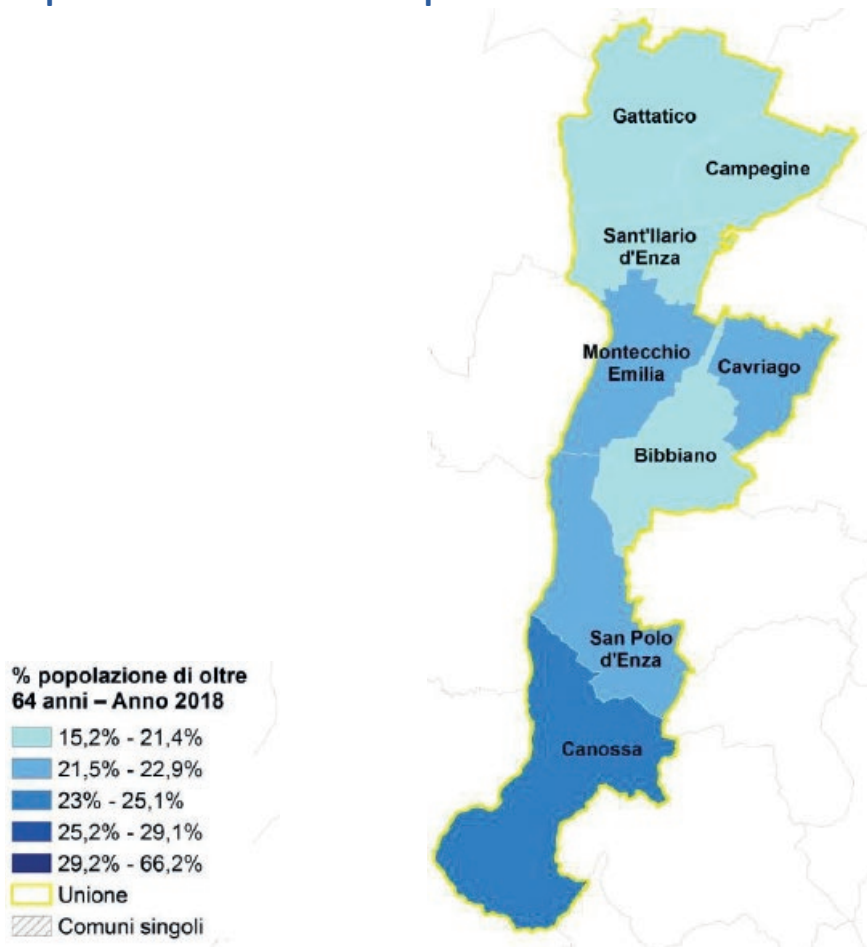 Gattatico
Campegine
Sant'Ilario
d'Enza
Montecchio
Emilia
Cavriago
Bibbiano
San Polo
d'Enza
Canossa
% popolazione di oltre
64 anni – Anno 2018
15,2% - 21,4%
21,5% - 22,9%
23% - 25,1%
25,2% - 29,1%
29,2% - 66,2%
Unione
Comuni singoli